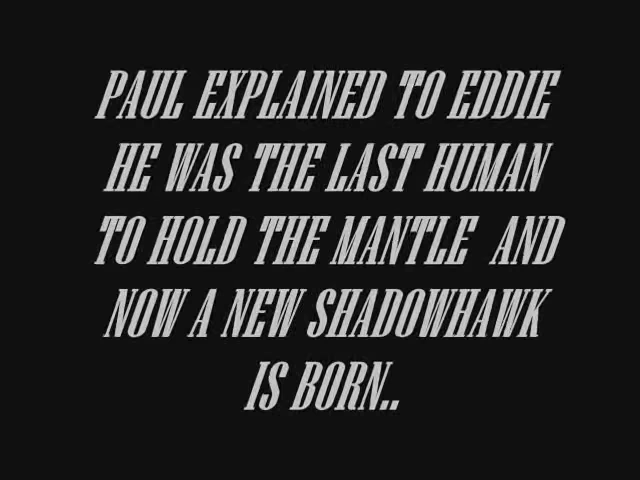 PAUL EXPLAINED TO EDDIE
HE WAS THE LAST HUMAN
TO HOLD THE MANTLE AND
NOW A NEW SHADOWHAWK
IS BORN..